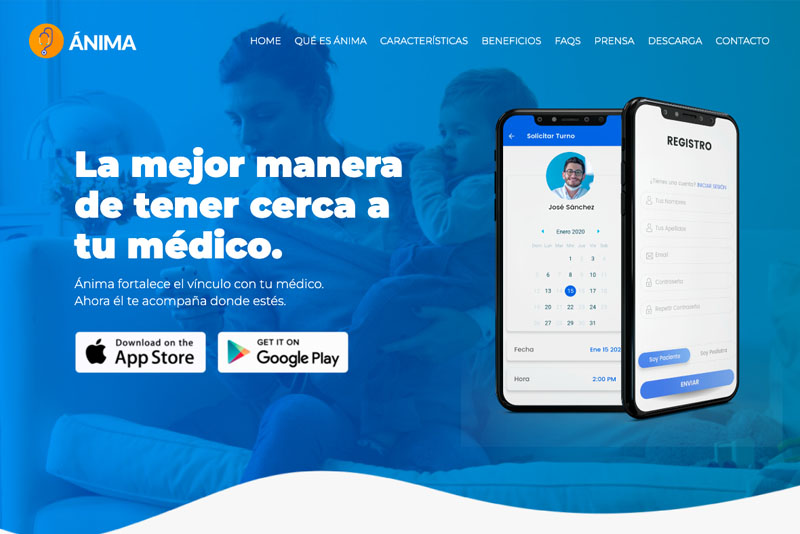 ÁNIMA
HOME QUÉ ES ÁNIMA CARACTERÍSTICAS BENEFICIOS FAQS PRENSA DESCARGA CONTACTO
La mejor manera
de tener cerca a
tu médico.
Ánima fortalece el vínculo con tu médico.
Ahora él te acompaña donde estés.
Download on the
App Store
GET IT ON
Google Play
Solicitar Turno
José Sánchez
Enero 2020
Dom Lun Mar Mie Jue Vie Sab
1 2 3 4
5 6 7 8 9 10 11
12 13 14 15 16 17 18
19 20 21 22 23 24 25
26 27 28 29 30 31
Fecha Ene 15 202
Hora 2:00 PM
REGISTRO
¿Tienes una cuenta? INICIAR SESIÓN
Tus Nombres
Tus Apellidos
Email
Contraseña
Repetir Contraseña
Soy Paciente Soy Pediatra
ENVIAR